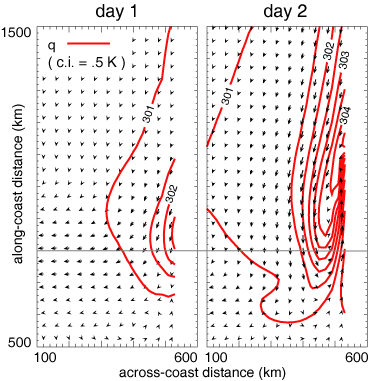 day 1
day 2
1500
q
( c.i. = .5 K )
301
302
301
302
303
304
along-coast distance (km)
500
100
600
100
600
across-coast distance (km)